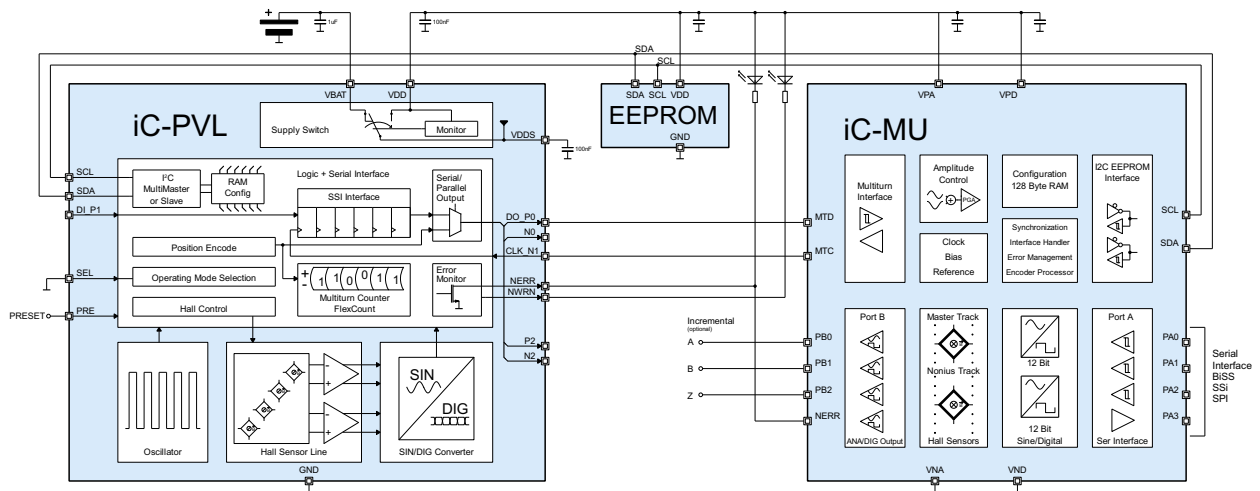 +
1uF
100nF
SDA
SCL
VBAT
VDD
iC-PVL
Supply Switch
Monitor
VDDS
100nF
SCL
SDA
DI_P1
I²C
MultiMaster
or Slave
RAM
Config
Logic + Serial Interface
SSI Interface
Serial/
Parallel
Output
DO_P0
N0
CLK_N1
Position Encode
SEL
Operating Mode Selection
+
-
1 1 0 0 1 1
Multiturn Counter
FlexCount
Error
Monitor
NERR
NWRN
Hall Control
PRESET
PRE
P2
N2
Oscillator
-
+
-
+
Hall Sensor Line
SIN
DIG
SIN/DIG Converter
GND
SDA
SCL
VDD
EEPROM
GND
VPA
VPD
iC-MU
Multiturn
Interface
Amplitude
Control
PGA
Configuration
128 Byte RAM
I2C EEPROM
Interface
Clock
Bias
Reference
Synchronization
Interface Handler
Error Management
Encoder Processor
MTD
MTC
SCL
SDA
Incremental
(optional)
A
B
Z
PB0
PB1
PB2
NERR
Port B
ANA/DIG Output
Master Track
Nonius Track
Hall Sensors
12 Bit
12 Bit
Sine/Digital
Port A
Ser Interface
PA0
PA1
PA2
PA3
Serial
Interface
BiSS
SSi
SPI
VNA
VND